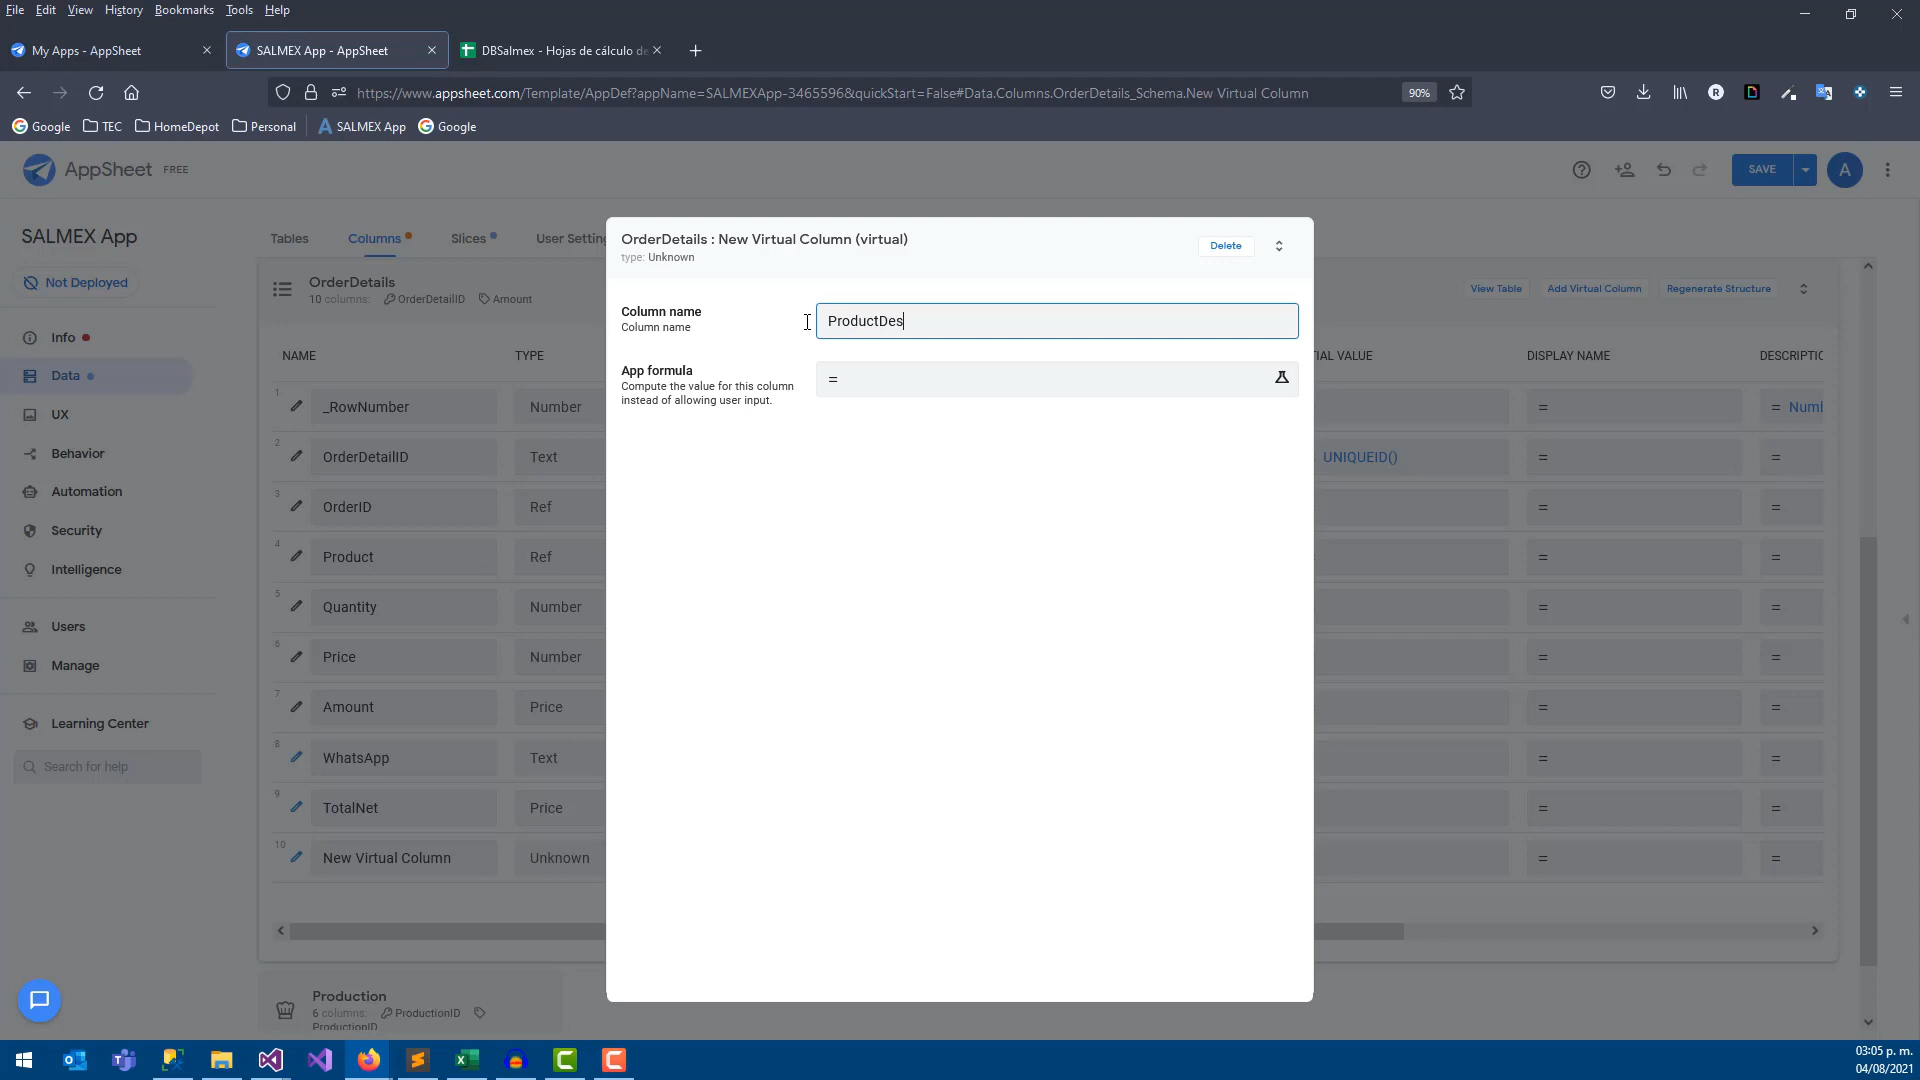 File Edit View History Bookmarks Tools Help
My Apps - AppSheet
SALMEX App - AppSheet
DBSalmex - Hojas de cálculo de
https://www.appsheet.com/Template/AppDef?appName=SALMEXApp-3465596&quickStart=False#Data.Columns.OrderDetails_Schema.New Virtual Column
90%
Google TEC HomeDepot Personal SALMEX App Google
AppSheet FREE
SAVE
A
SALMEX App
Not Deployed
Info
Data
UX
Behavior
Automation
Security
Intelligence
Users
Manage
Learning Center
Search for help
Tables Columns Slices User Setting
OrderDetails
10 columns: OrderDetailID Amount
View Table Add Virtual Column Regenerate Structure
NAME TYPE IAL VALUE DISPLAY NAME DESCRIPTIC
1 _RowNumber Number = = Numb
2 OrderDetailID Text UNIQUEID() = =
3 OrderID Ref = =
4 Product Ref = =
5 Quantity Number = =
6 Price Number = =
7 Amount Price = =
8 WhatsApp Text = =
9 TotalNet Price = =
10 New Virtual Column Unknown = =
Production
6 columns: ProductionID
ProductionID
OrderDetails : New Virtual Column (virtual)
type: Unknown
Delete
Column name
Column name
ProductDes
App formula
Compute the value for this column
instead of allowing user input.
=
03:05 p. m.
04/08/2021